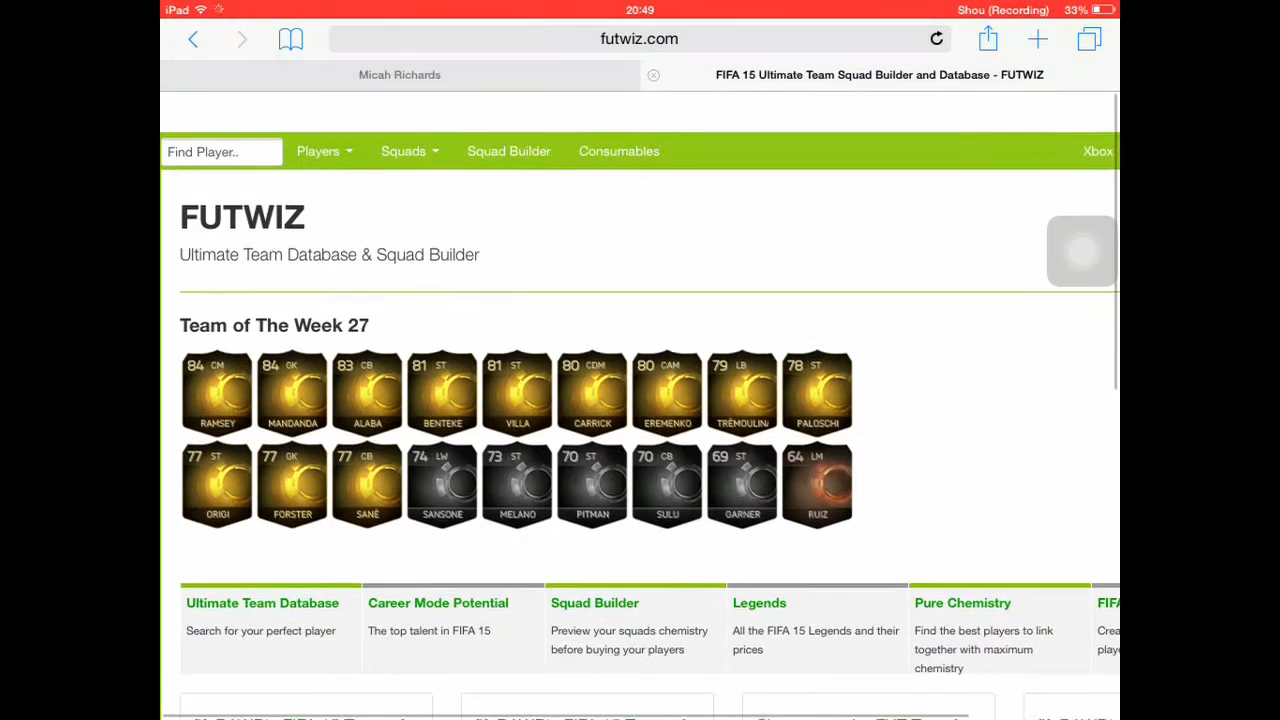 iPad 20:49 Shou (Recording) 33%
futwiz.com
Micah Richards FIFA 15 Ultimate Team Squad Builder and Database - FUTWIZ
Find Player.. Players Squads Squad Builder Consumables Xbox
FUTWIZ
Ultimate Team Database & Squad Builder
Team of The Week 27
84 CM 84 GK 83 CB 81 ST 81 ST 80 CDM 80 CAM 79 LB 78 ST
RAMSEY MANDANDA ALABA BENTEKE VILLA CARRICK EREMENKO TRÉMOULIN PALOSCHI
77 ST 77 GK 77 CB 74 LW 73 ST 70 ST 70 CB 69 ST 64 LM
ORIGI FORSTER SANÉ SANSONE MELANO PITMAN SULU GARNER RUIZ
Ultimate Team Database Career Mode Potential Squad Builder Legends Pure Chemistry FIFA
Search for your perfect player The top talent in FIFA 15 Preview your squads chemistry All the FIFA 15 Legends and their Find the best players to link
before buying your players prices together with maximum
chemistry